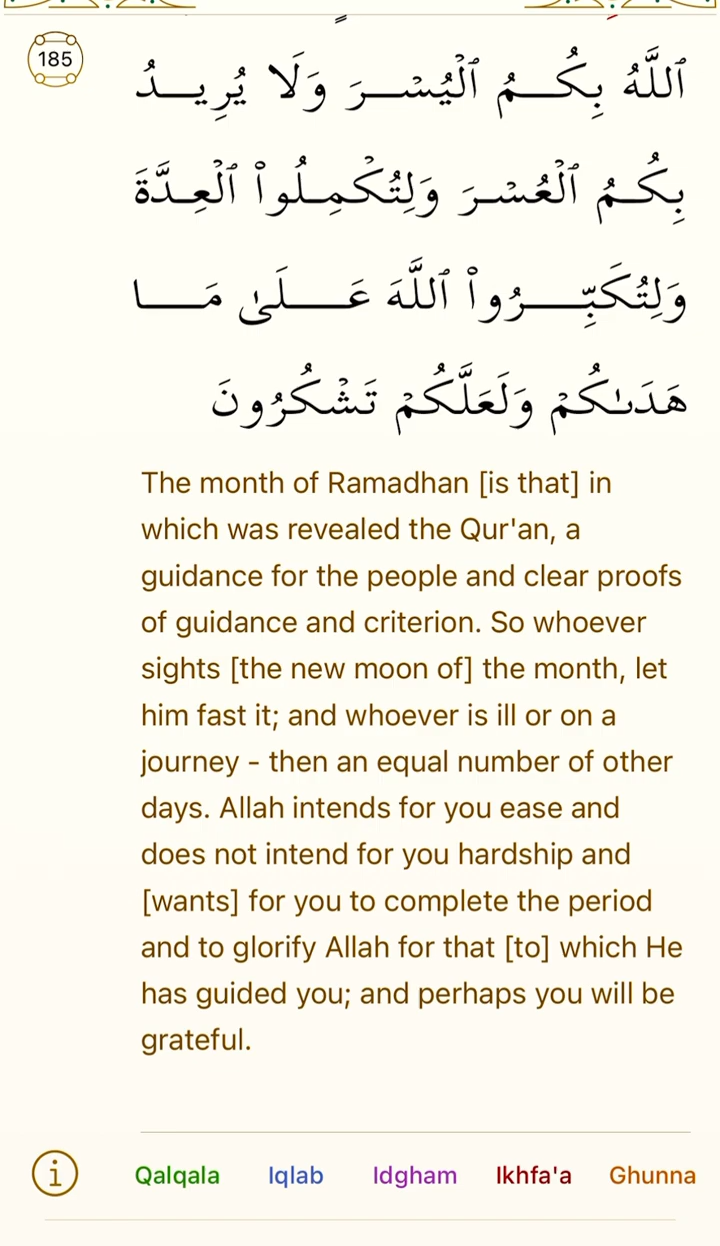 185
ٱللَّهُ بِكُمُ ٱلْيُسْرَ وَلَا يُرِيدُ
بِكُمُ ٱلْعُسْرَ وَلِتُكْمِلُوا۟ ٱلْعِدَّةَ
وَلِتُكَبِّرُوا۟ ٱللَّهَ عَلَىٰ مَا
هَدَىٰكُمْ وَلَعَلَّكُمْ تَشْكُرُونَ
The month of Ramadhan [is that] in
which was revealed the Qur'an, a
guidance for the people and clear proofs
of guidance and criterion. So whoever
sights [the new moon of] the month, let
him fast it; and whoever is ill or on a
journey - then an equal number of other
days. Allah intends for you ease and
does not intend for you hardship and
[wants] for you to complete the period
and to glorify Allah for that [to] which He
has guided you; and perhaps you will be
grateful.
i Qalqala Iqlab Idgham Ikhfa'a Ghunna